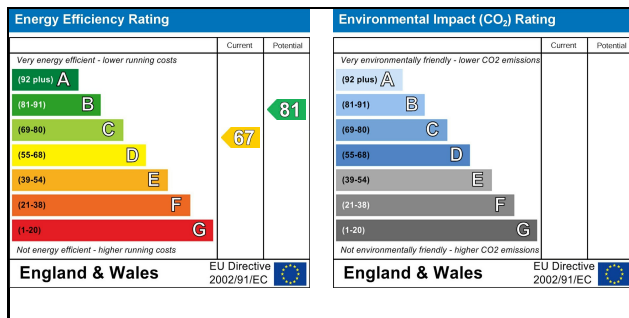 Energy Efficiency Rating
Current Potential
Very energy efficient - lower running costs
(92 plus) A
(81-91) B
(69-80) C
(55-68) D
(39-54) E
(21-38) F
(1-20) G
67
81
Not energy efficient - higher running costs
England & Wales
EU Directive
2002/91/EC
Environmental Impact (CO₂) Rating
Current Potential
Very environmentally friendly - lower CO2 emissions
(92 plus) A
(81-91) B
(69-80) C
(55-68) D
(39-54) E
(21-38) F
(1-20) G
Not environmentally friendly - higher CO2 emissions
England & Wales
EU Directive
2002/91/EC